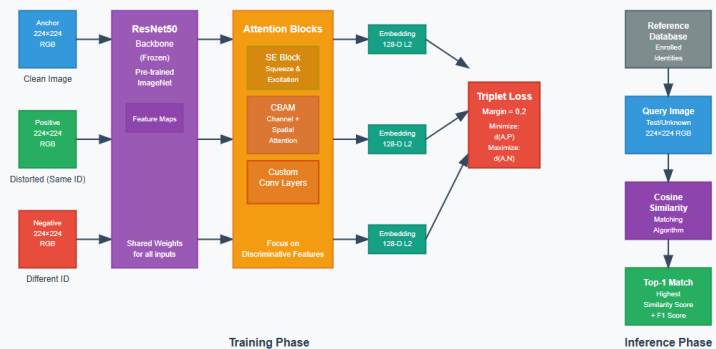 Anchor
224×224
RGB
Clean Image
Positive
224×224
RGB
Distorted (Same ID)
Negative
224×224
RGB
Different ID
ResNet50
Backbone
(Frozen)
Pre-trained
ImageNet
Feature Maps
Shared Weights
for all inputs
Attention Blocks
SE Block
Squeeze &
Excitation
CBAM
Channel +
Spatial
Attention
Custom
Conv Layers
Focus on
Discriminative Features
Embedding
128-D L2
Embedding
128-D L2
Embedding
128-D L2
Triplet Loss
Margin = 0.2
Minimize:
d(A,P)
Maximize:
d(A,N)
Training Phase
Reference
Database
Enrolled
Identities
Query Image
Test/Unknown
224×224 RGB
Cosine
Similarity
Matching
Algorithm
Top-1 Match
Highest
Similarity Score
+ F1 Score
Inference Phase